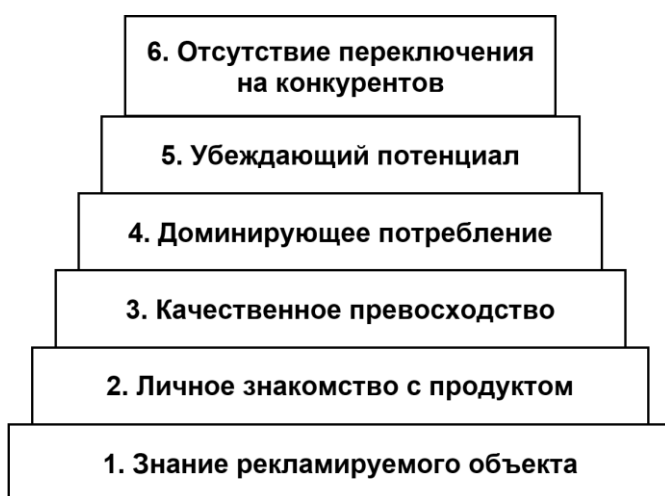 6. Отсутствие переключения
на конкурентов
5. Убеждающий потенциал
4. Доминирующее потребление
3. Качественное превосходство
2. Личное знакомство с продуктом
1. Знание рекламируемого объекта